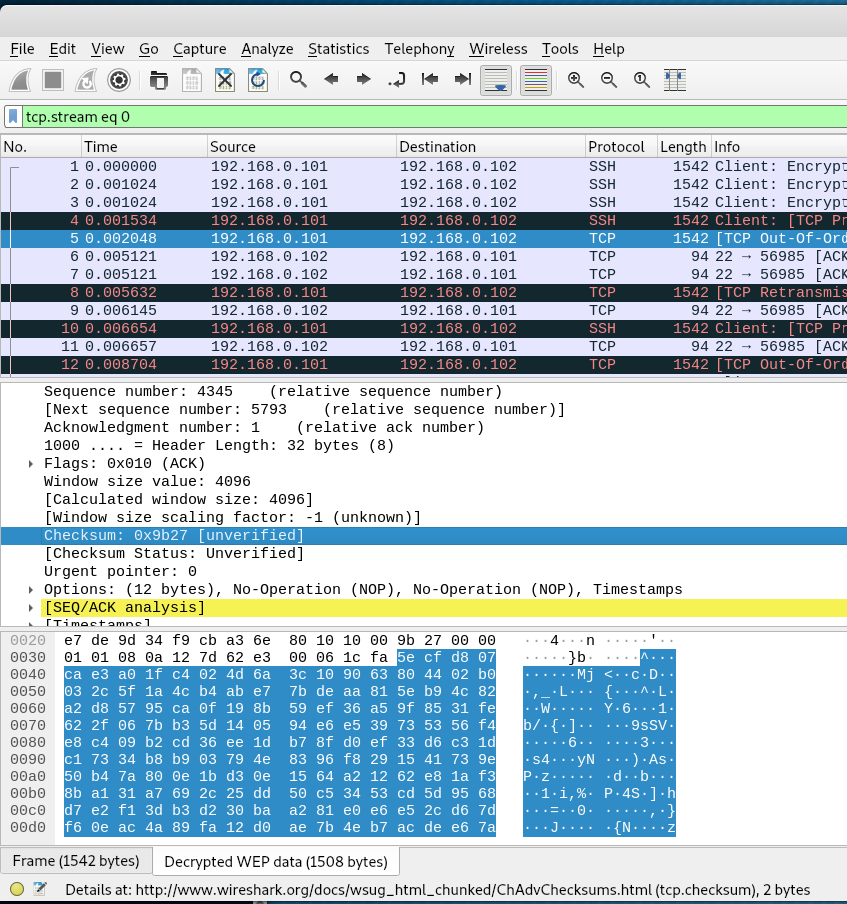 File Edit View Go Capture Analyze Statistics Telephony Wireless Tools Help
tcp.stream eq 0
No. Time Source Destination Protocol Length Info
1 0.000000 192.168.0.101 192.168.0.102 SSH 1542 Client: Encrypt
2 0.001024 192.168.0.101 192.168.0.102 SSH 1542 Client: Encrypt
3 0.001024 192.168.0.101 192.168.0.102 SSH 1542 Client: Encrypt
4 0.001534 192.168.0.101 192.168.0.102 SSH 1542 Client: [TCP Pr
5 0.002048 192.168.0.101 192.168.0.102 TCP 1542 [TCP Out-Of-Ord
6 0.005121 192.168.0.102 192.168.0.101 TCP 94 22 → 56985 [ACK
7 0.005121 192.168.0.102 192.168.0.101 TCP 94 22 → 56985 [ACK
8 0.005632 192.168.0.101 192.168.0.102 TCP 1542 [TCP Retransmis
9 0.006145 192.168.0.102 192.168.0.101 TCP 94 22 → 56985 [ACK
10 0.006654 192.168.0.101 192.168.0.102 SSH 1542 Client: [TCP Pr
11 0.006657 192.168.0.102 192.168.0.101 TCP 94 22 → 56985 [ACK
12 0.008704 192.168.0.101 192.168.0.102 TCP 1542 [TCP Out-Of-Ord
Sequence number: 4345 (relative sequence number)
[Next sequence number: 5793 (relative sequence number)]
Acknowledgment number: 1 (relative ack number)
1000 .... = Header Length: 32 bytes (8)
Flags: 0x010 (ACK)
Window size value: 4096
[Calculated window size: 4096]
[Window size scaling factor: -1 (unknown)]
Checksum: 0x9b27 [unverified]
[Checksum Status: Unverified]
Urgent pointer: 0
Options: (12 bytes), No-Operation (NOP), No-Operation (NOP), Timestamps
[SEQ/ACK analysis]
[Timestamps]
0020 e7 de 9d 34 f9 cb a3 6e 80 10 10 00 9b 27 00 00 ···4···n ·····'··
0030 01 01 08 0a 12 7d 62 e3 00 06 1c fa 5e cf d8 07 ·····}b· ····^···
0040 ca e3 a0 1f c4 02 4d 6a 3c 10 90 63 80 44 02 b0 ······Mj <··c·D··
0050 03 2c 5f 1a 4c b4 ab e7 7b de aa 81 5e b9 4c 82 ·,_·L··· {···^·L·
0060 a2 d8 57 95 ca 0f 19 8b 59 ef 36 a5 9f 85 31 fe ··W····· Y·6···1·
0070 62 2f 06 7b b3 5d 14 05 94 e6 e5 39 73 53 56 f4 b/·{·]·· ···9sSV·
0080 e8 c4 09 b2 cd 36 ee 1d b7 8f d0 ef 33 d6 c3 1d ·····6·· ····3···
0090 c1 73 34 b8 b9 03 79 4e 83 96 f8 29 15 41 73 9e ·s4···yN ···)·As·
00a0 50 b4 7a 80 0e 1b d3 0e 15 64 a2 12 62 e8 1a f3 P·z····· ·d··b···
00b0 8b a1 31 a7 69 2c 25 dd 50 c5 34 53 cd 5d 95 68 ··1·i,%· P·4S·]·h
00c0 d7 e2 f1 3d b3 d2 30 ba a2 81 e0 e6 e5 2c d6 7d ···=··0· ·····,·}
00d0 f6 0e ac 4a 89 fa 12 d0 ae 7b 4e b7 ac de e6 7a ···J···· ·{N····z
Frame (1542 bytes) Decrypted WEP data (1508 bytes)
Details at: http://www.wireshark.org/docs/wsug_html_chunked/ChAdvChecksums.html (tcp.checksum), 2 bytes